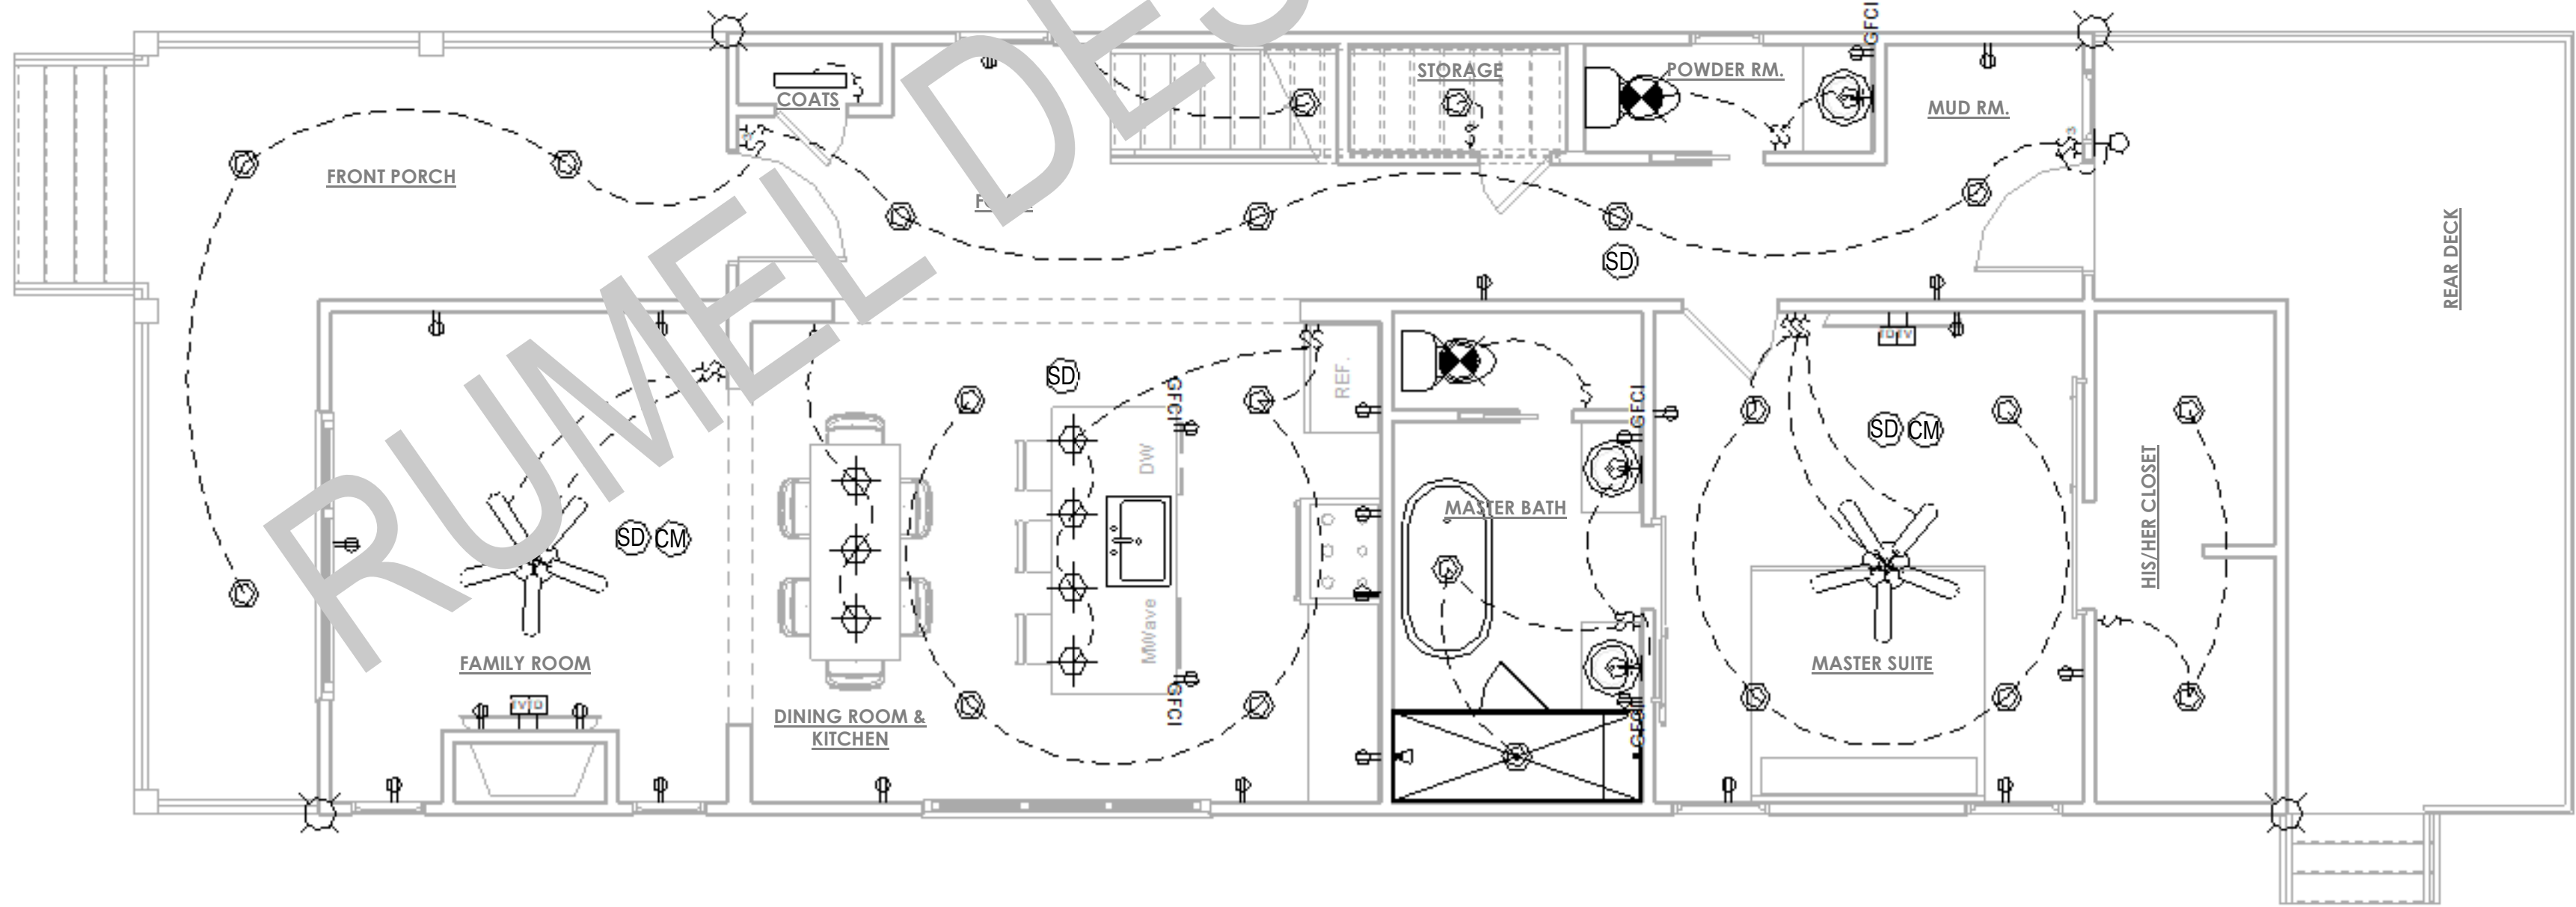 GFCI
STORAGE
POWDER RM.
COATS
MUD RM.
FRONT PORCH
SD
REAR DECK
REF.
SD
GFCI
GFCI
SD CM
DW
HIS/HER CLOSET
MASTER BATH
SD CM
MWave
FAMILY ROOM
MASTER SUITE
GFCI
DINING ROOM &
KITCHEN
GFCI
RUMEL DES